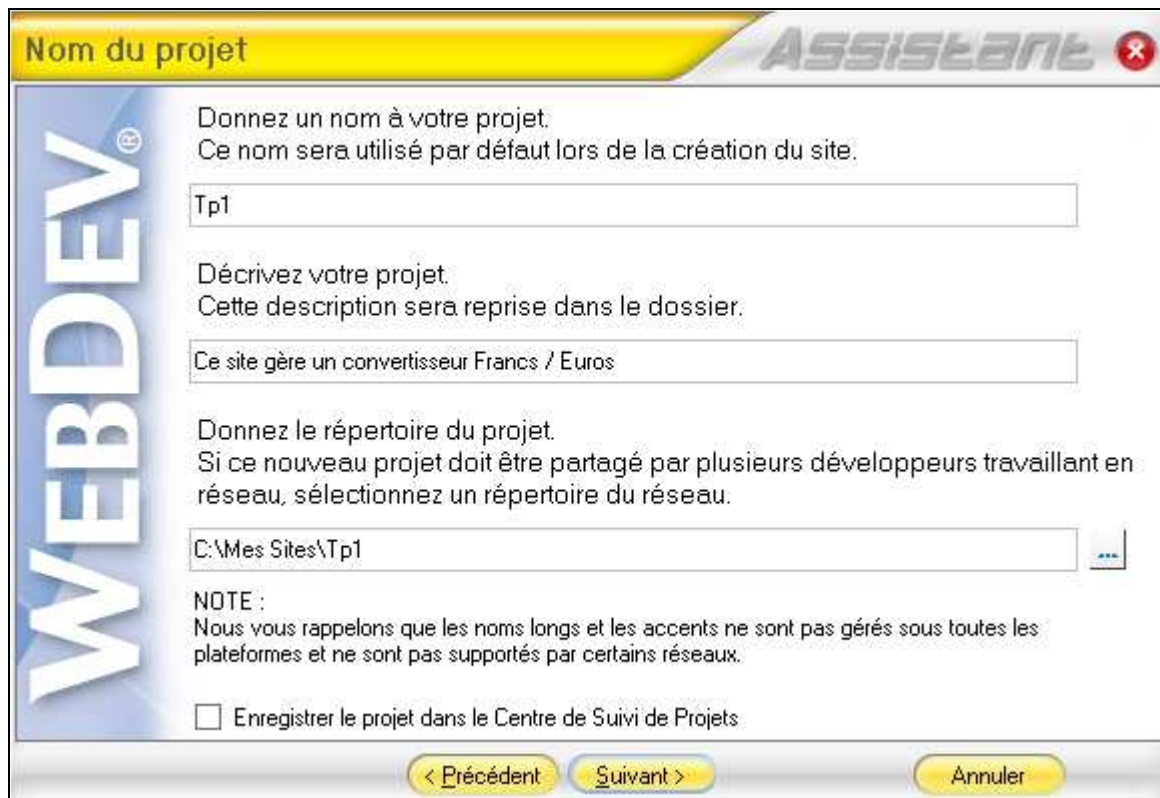 Nom du projet
Assistant
WEBDEV®
Donnez un nom à votre projet.
Ce nom sera utilisé par défaut lors de la création du site.
Tp1
Décrivez votre projet.
Cette description sera reprise dans le dossier.
Ce site gère un convertisseur Francs / Euros
Donnez le répertoire du projet.
Si ce nouveau projet doit être partagé par plusieurs développeurs travaillant en
réseau, sélectionnez un répertoire du réseau.
C:\Mes Sites\Tp1
...
NOTE :
Nous vous rappelons que les noms longs et les accents ne sont pas gérés sous toutes les
plateformes et ne sont pas supportés par certains réseaux.
Enregistrer le projet dans le Centre de Suivi de Projets
< Précédent
Suivant >
Annuler